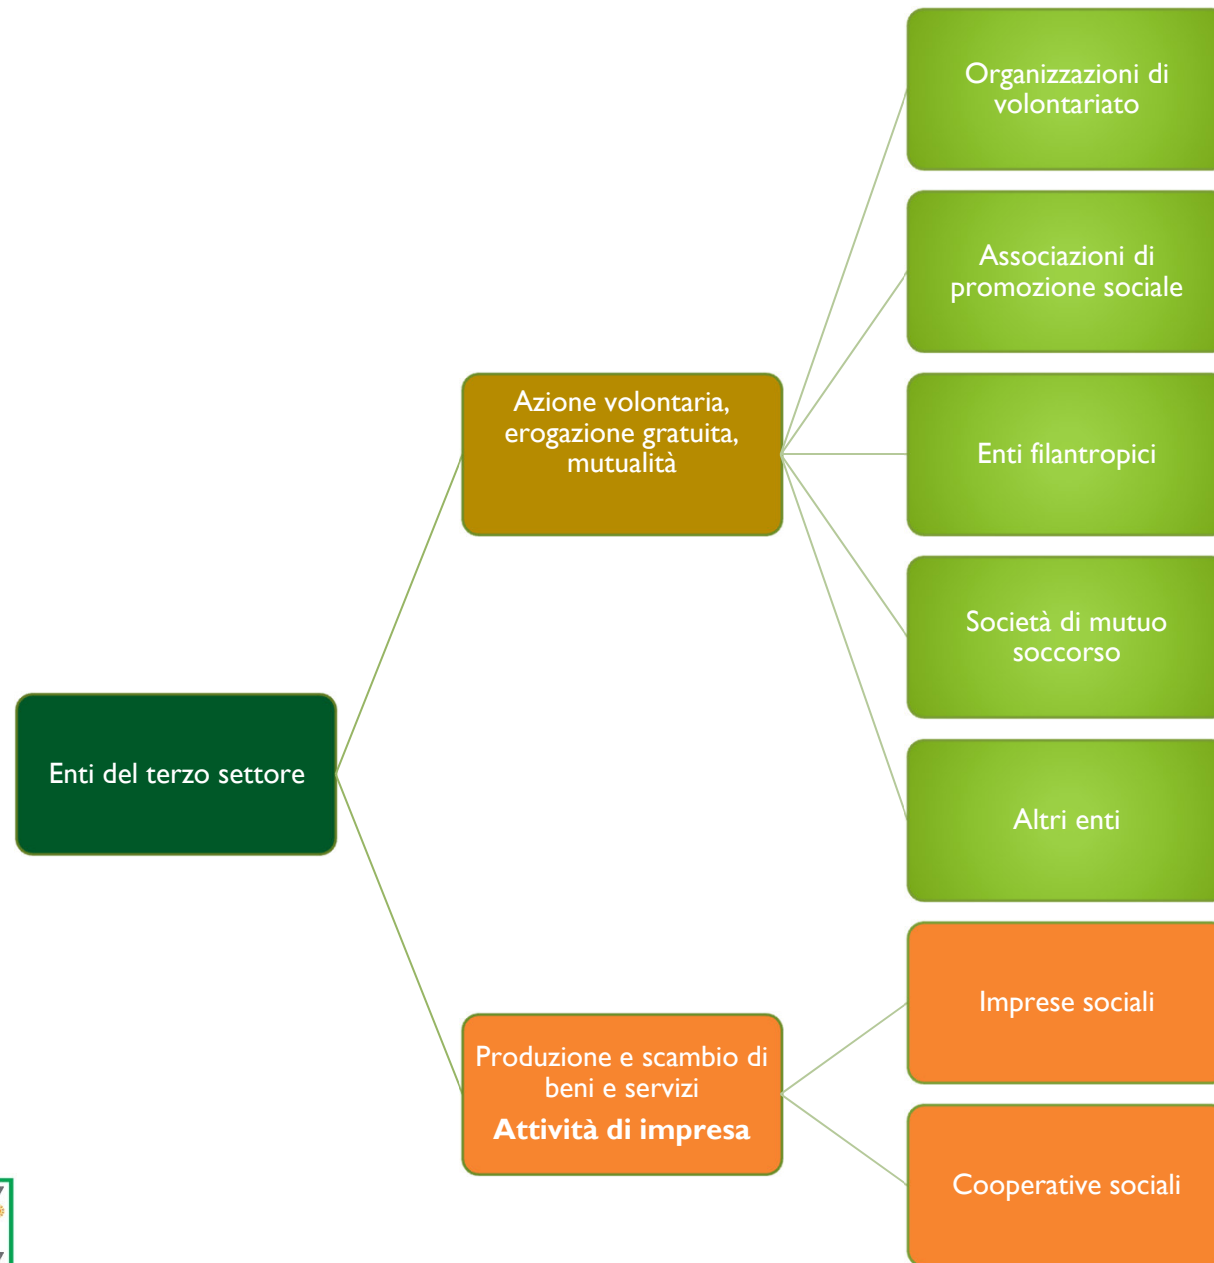 Organizzazioni di
volontariato
Associazioni di
promozione sociale
Azione volontaria,
erogazione gratuita,
mutualità
Enti filantropici
Società di mutuo
soccorso
Enti del terzo settore
Altri enti
Imprese sociali
Produzione e scambio di
beni e servizi
Attività di impresa
Cooperative sociali